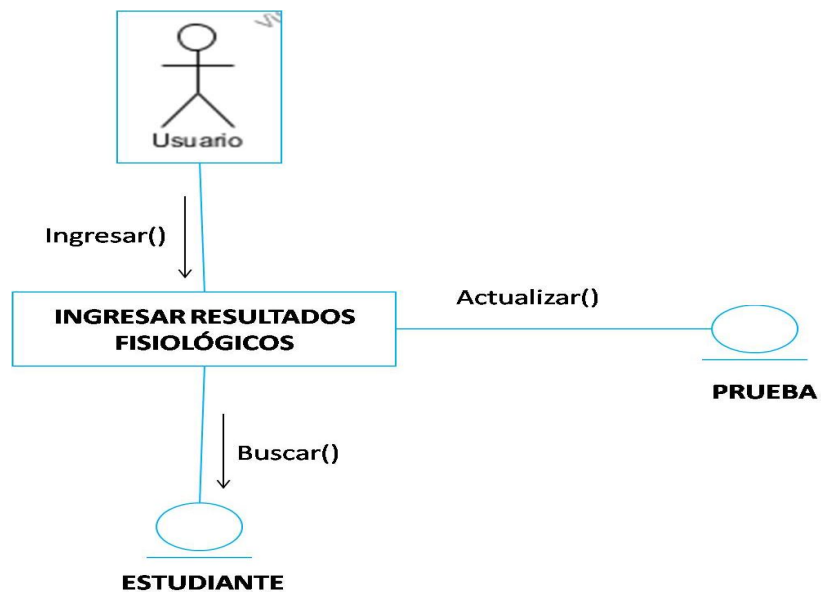 Usuario
Ingresar()
INGRESAR RESULTADOS
FISIOLÓGICOS
Actualizar()
PRUEBA
Buscar()
ESTUDIANTE